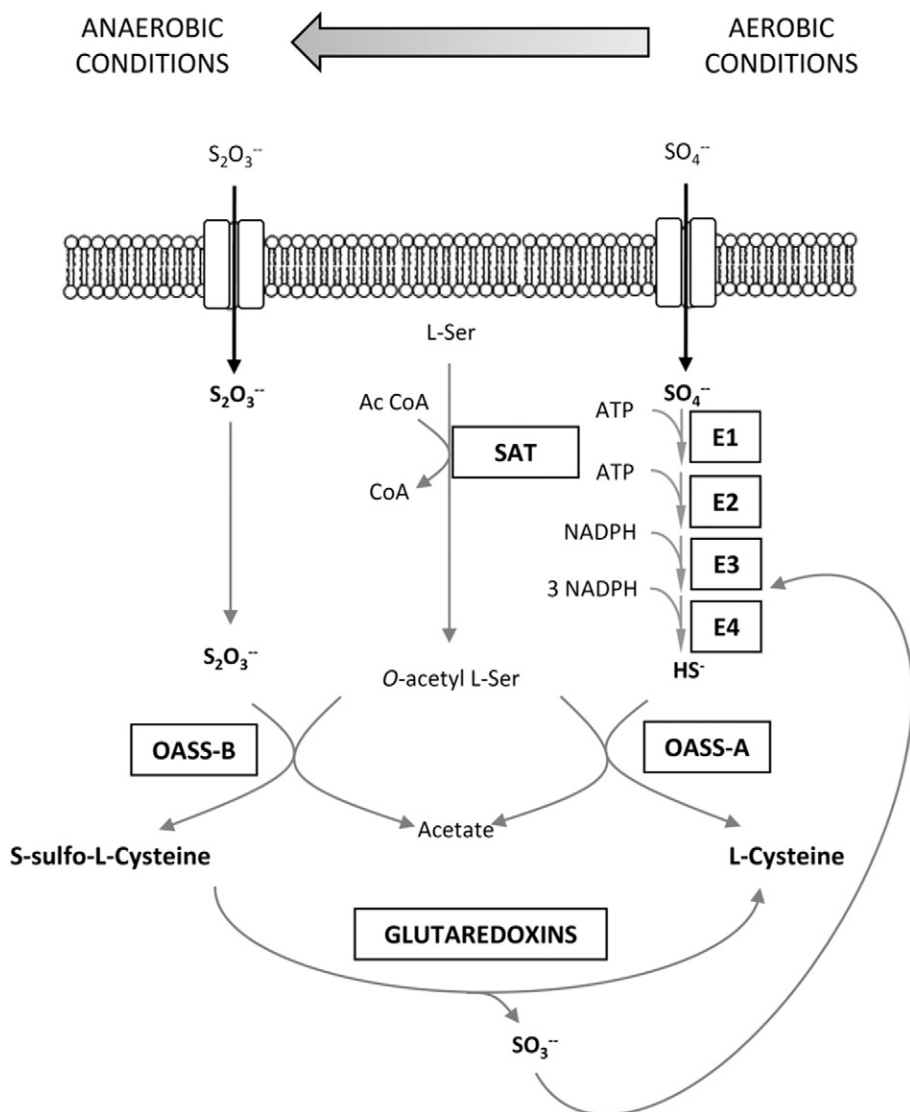 ANAEROBIC
CONDITIONS
AEROBIC
CONDITIONS
S₂O₃⁻⁻
SO₄⁻⁻
L-Ser
S₂O₃⁻⁻
SO₄⁻⁻
Ac CoA
ATP
E1
SAT
CoA
ATP
E2
NADPH
E3
3 NADPH
E4
S₂O₃⁻⁻
O-acetyl L-Ser
HS⁻
OASS-B
OASS-A
Acetate
S-sulfo-L-Cysteine
L-Cysteine
GLUTAREDOXINS
SO₃⁻⁻